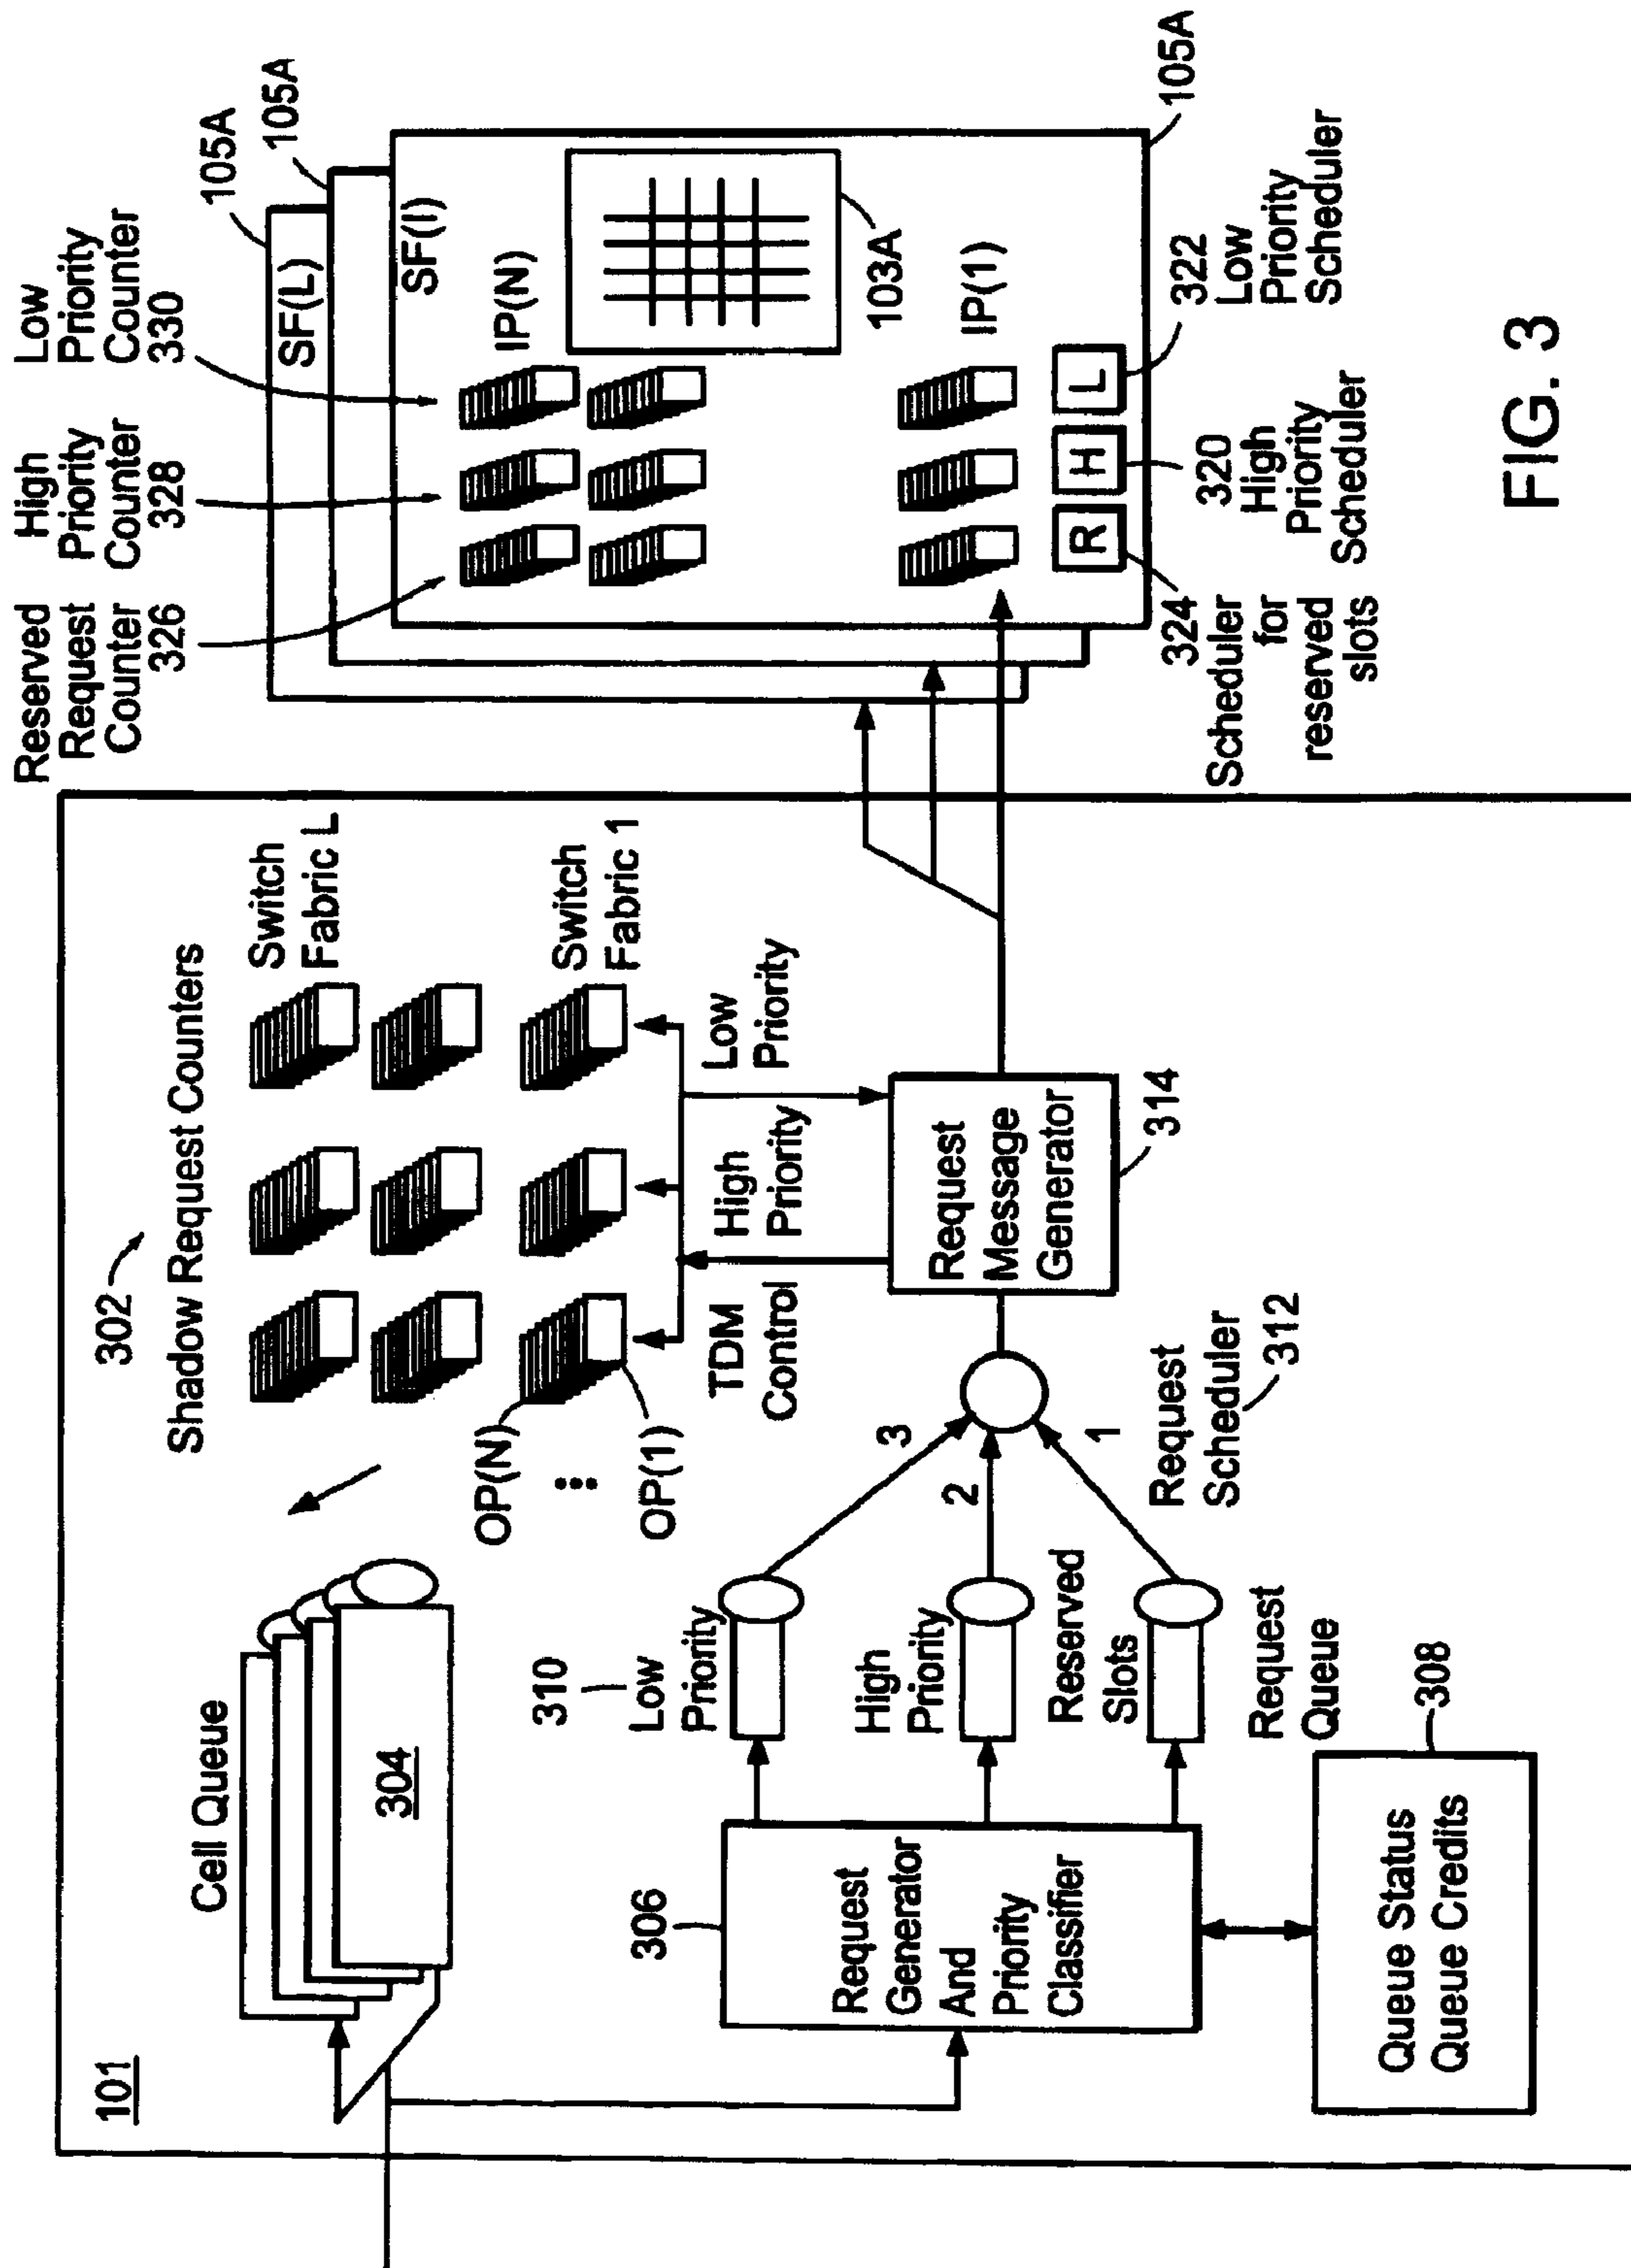 101
Cell Queue
304
302
Shadow Request Counters
Switch
Fabric L
Switch
Fabric 1
OP(N)
OP(1)
TDM
Control
High
Priority
Low
Priority
306
Request
Generator
And
Priority
Classifier
310
Low
Priority
High
Priority
Reserved
Slots
Request
Queue
3
2
1
Request
Scheduler
312
Request
Message
Generator
314
Queue Status
Queue Credits
308
Reserved
Request
Counter
326
High
Priority
Counter
328
Low
Priority
Counter
330
105A
105A
SF(L)
SF(I)
IP(N)
103A
IP(1)
R
H
L
105A
324
Scheduler
for
reserved
slots
320
High
Priority
Scheduler
322
Low
Priority
Scheduler
FIG. 3